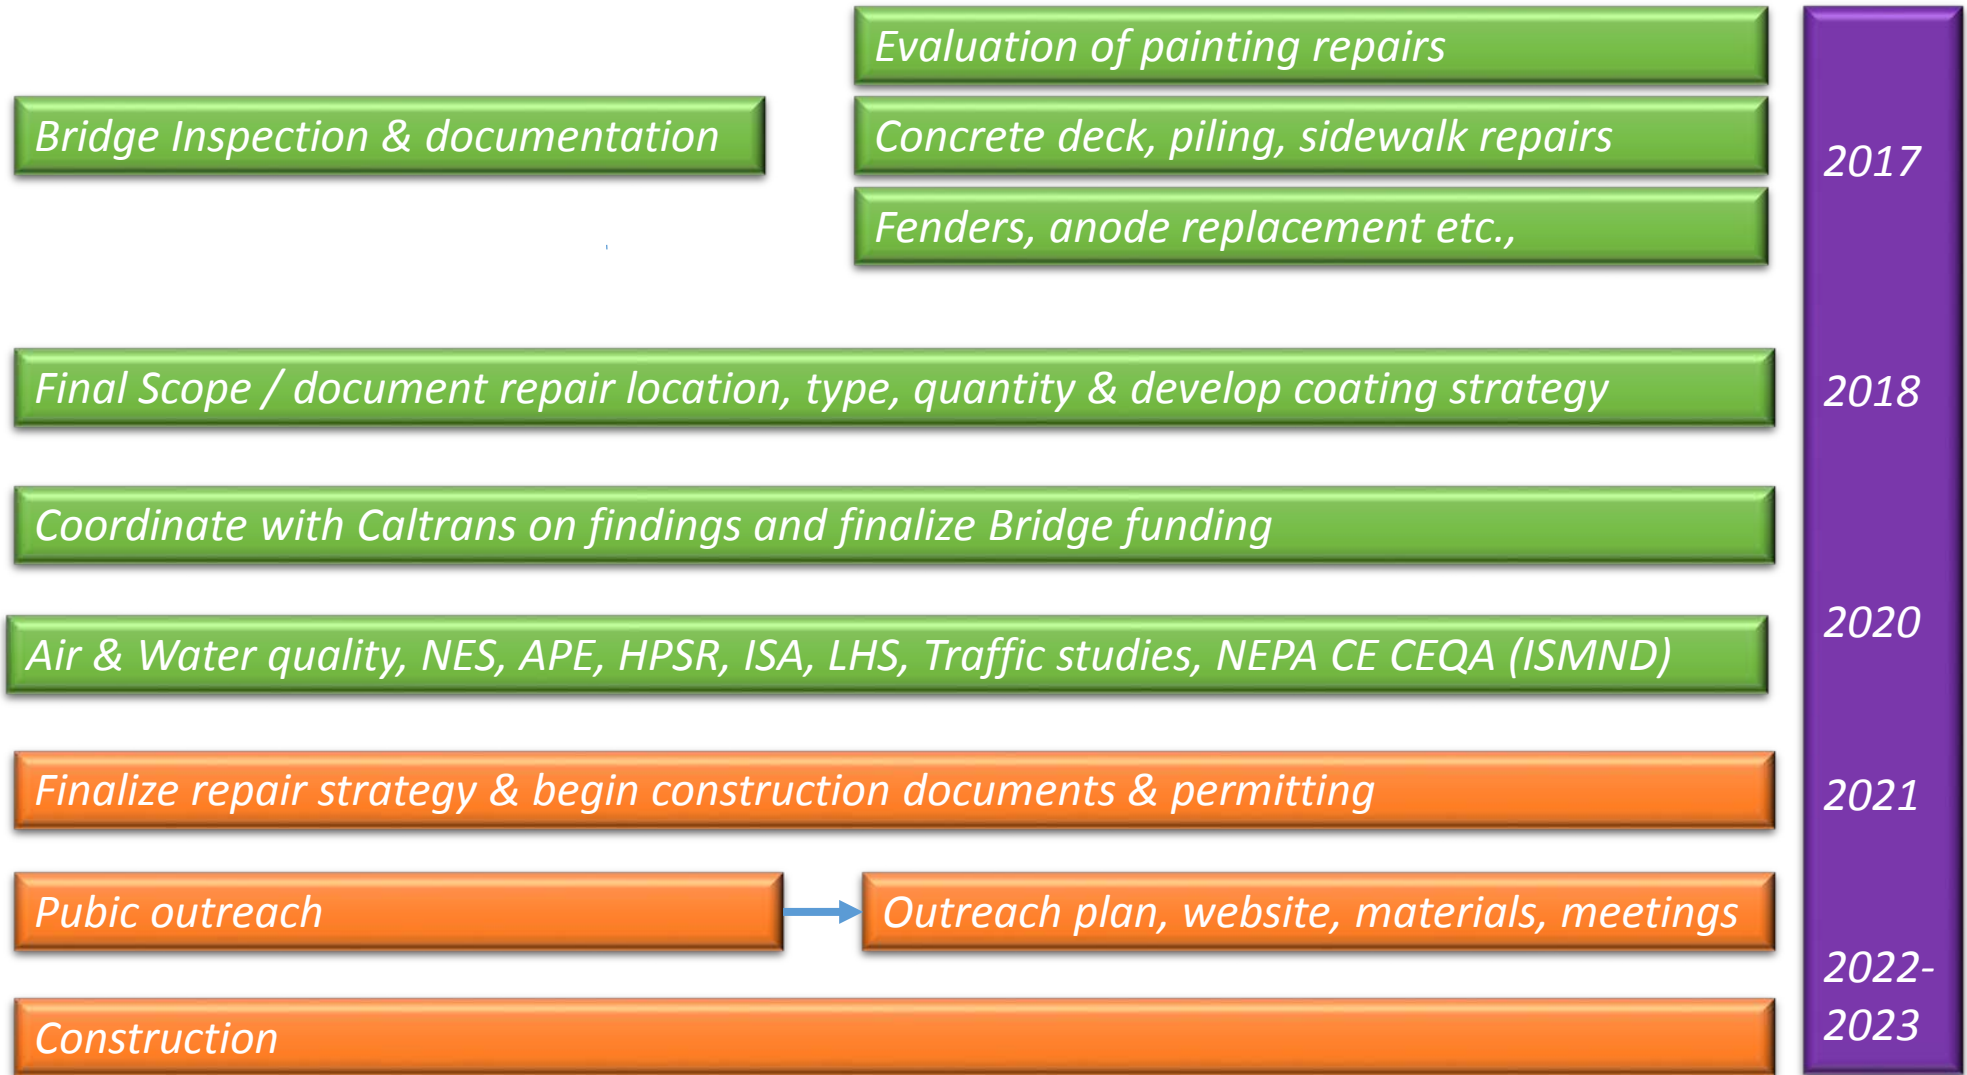 Evaluation of painting repairs
Bridge Inspection & documentation
Concrete deck, piling, sidewalk repairs
2017
Fenders, anode replacement etc.,
Final Scope / document repair location, type, quantity & develop coating strategy
2018
Coordinate with Caltrans on findings and finalize Bridge funding
Air & Water quality, NES, APE, HPSR, ISA, LHS, Traffic studies, NEPA CE CEQA (ISMND)
2020
Finalize repair strategy & begin construction documents & permitting
2021
Pubic outreach
Outreach plan, website, materials, meetings
2022-
2023
Construction